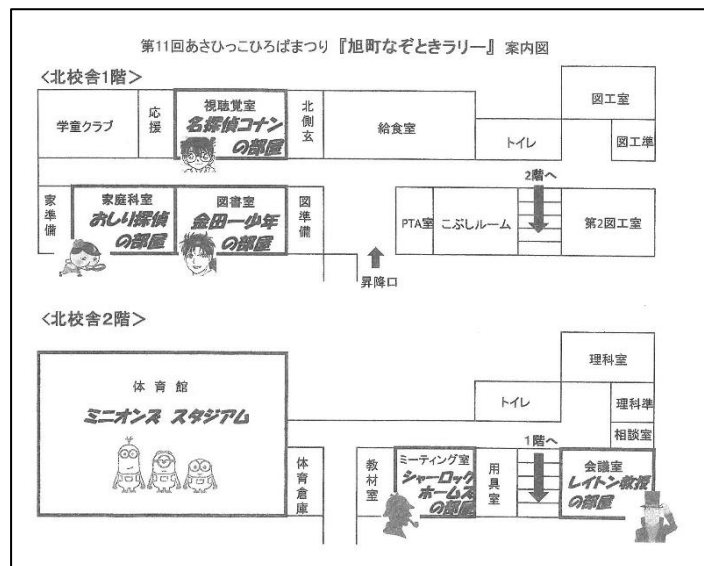 第11回あさひっこひろばまつり 『旭町なぞときラリー』 案内図
＜北校舎1階＞
学童クラブ
応援
視聴覚室
名探偵コナン
の部屋
北側玄
給食室
トイレ
図工室
図工準
家準備
家庭科室
おしり探偵
の部屋
図書室
金田一少年
の部屋
図準備
昇降口
PTA室
こぶしルーム
2階へ
第2図工室
＜北校舎2階＞
体育館
ミニオンズ スタジアム
体育倉庫
教材室
ミーティング室
シャーロック
ホームズ
の部屋
用具室
1階へ
トイレ
理科室
理科準
相談室
会議室
レイトン教授
の部屋